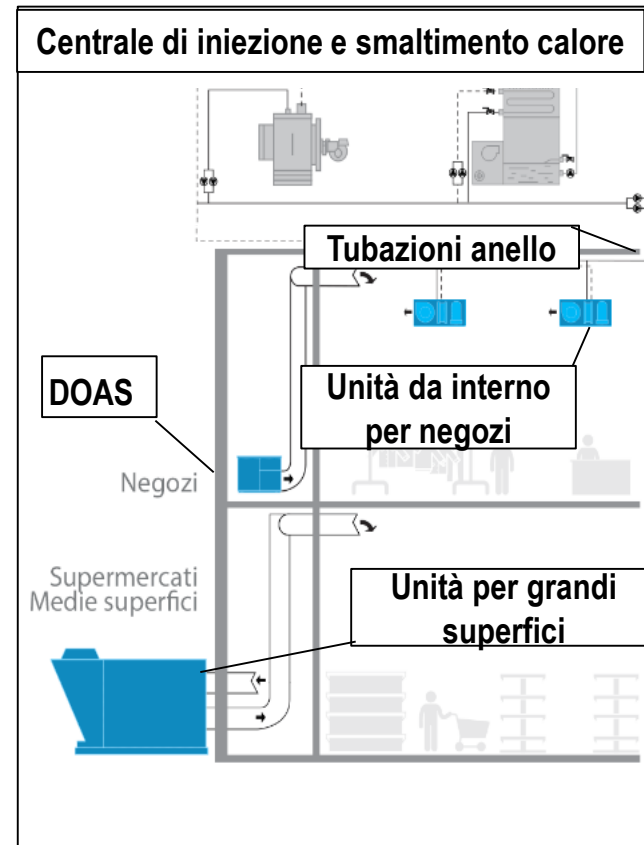 Centrale di iniezione e smaltimento calore
Tubazioni anello
Unità da interno
per negozi
DOAS
Negozi
Supermercati
Medie superfici
Unità per grandi
superfici